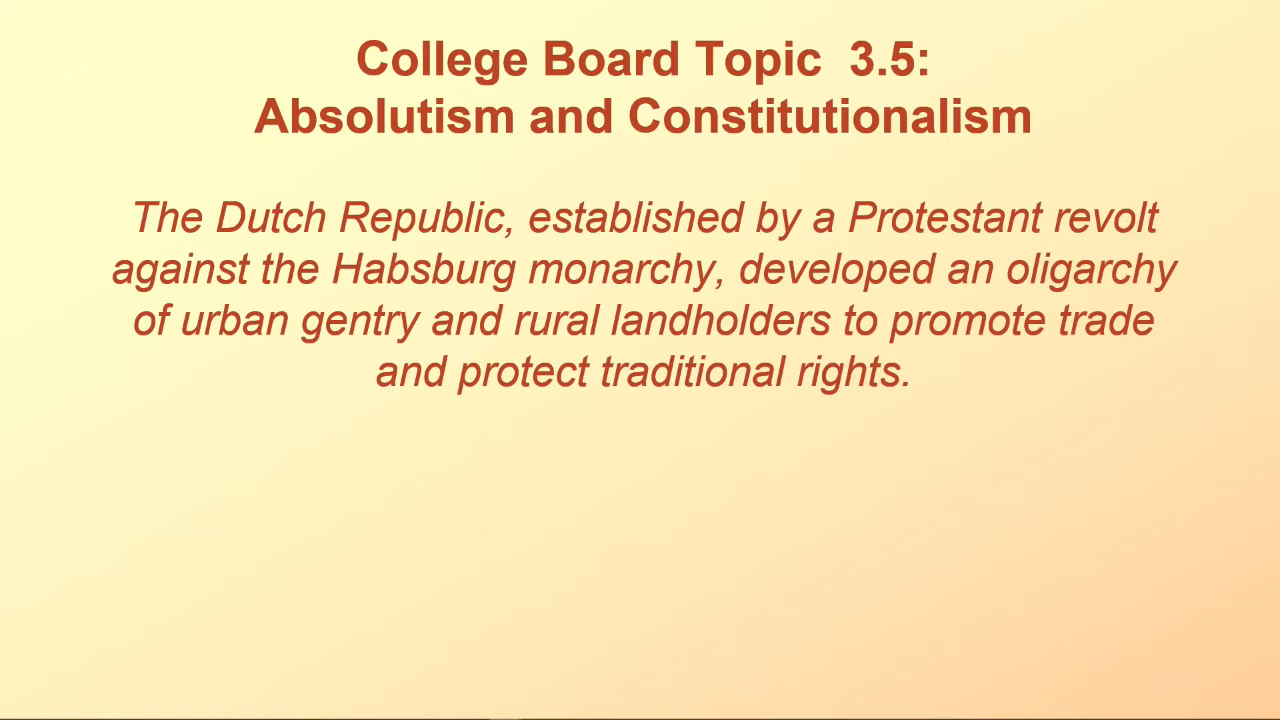 College Board Topic  3.5:
Absolutism and Constitutionalism
The Dutch Republic, established by a Protestant revolt
against the Habsburg monarchy, developed an oligarchy
of urban gentry and rural landholders to promote trade
and protect traditional rights.